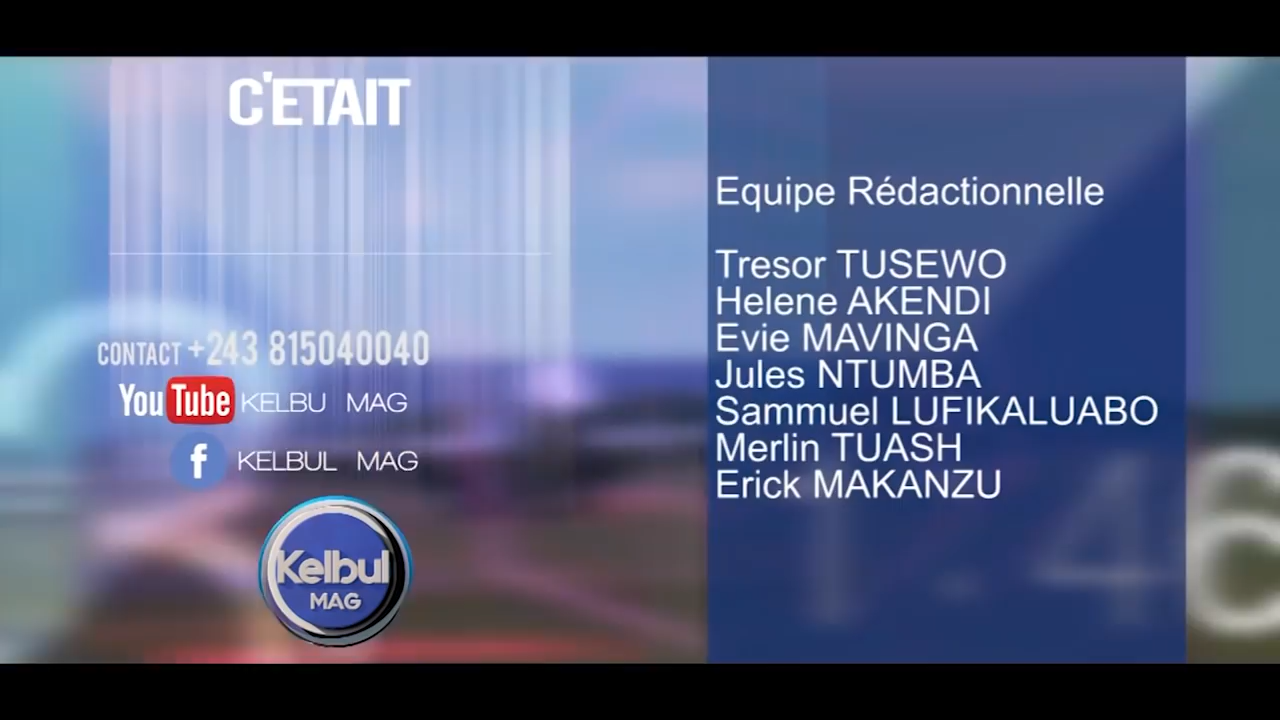 C'ETAIT
CONTACT +243 815040040
YouTube KELBU MAG
f KELBUL MAG
Kelbul
MAG
Equipe Rédactionnelle
Tresor TUSEWO
Helene AKENDI
Evie MAVINGA
Jules NTUMBA
Sammuel LUFIKALUABO
Merlin TUASH
Erick MAKANZU